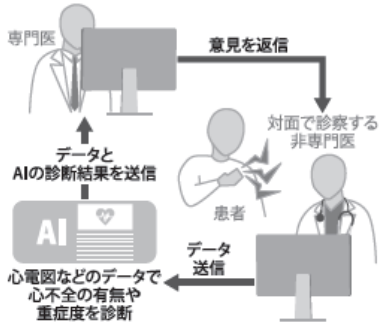 専門医
意見を返信
対面で診察する
非専門医
データと
AIの診断結果を送信
患者
AI
データ
送信
心電図などのデータで
心不全の有無や
重症度を診断